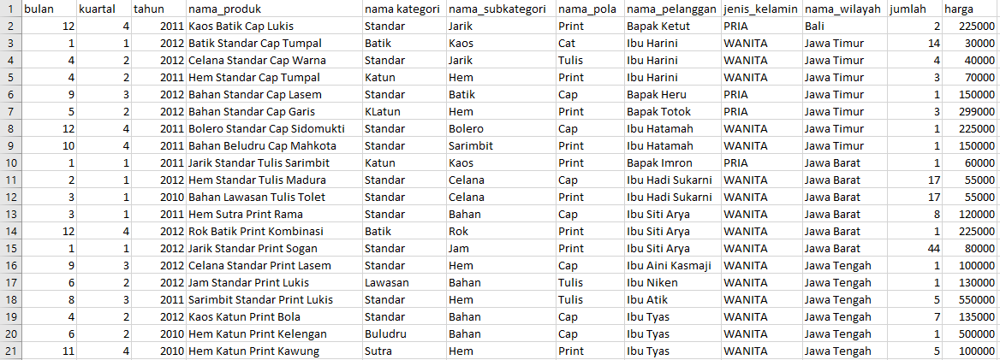 1 bulan kuartal tahun nama_produk nama kategori nama_subkategori nama_pola nama_pelanggan jenis_kelamin nama_wilayah jumlah harga
2 12 4 2011 Kaos Batik Cap Lukis Standar Jarik Print Bapak Ketut PRIA Bali 2 225000
3 1 1 2012 Batik Standar Cap Tumpal Batik Kaos Cat Ibu Harini WANITA Jawa Timur 14 30000
4 4 2 2012 Celana Standar Cap Warna Standar Jarik Tulis Ibu Harini WANITA Jawa Timur 4 40000
5 4 2 2011 Hem Standar Cap Tumpal Katun Hem Print Ibu Harini WANITA Jawa Timur 3 70000
6 9 3 2012 Bahan Standar Cap Lasem Standar Batik Cap Bapak Heru PRIA Jawa Timur 1 150000
7 5 2 2012 Bahan Standar Cap Garis KLatun Hem Print Bapak Totok PRIA Jawa Timur 3 299000
8 12 4 2011 Bolero Standar Cap Sidomukti Standar Bolero Cap Ibu Hatamah WANITA Jawa Timur 1 225000
9 10 4 2011 Bahan Beludru Cap Mahkota Standar Sarimbit Print Ibu Hatamah WANITA Jawa Timur 1 150000
10 1 1 2011 Jarik Standar Tulis Sarimbit Katun Kaos Print Bapak Imron PRIA Jawa Barat 1 60000
11 2 1 2012 Hem Standar Tulis Madura Standar Celana Cap Ibu Hadi Sukarni WANITA Jawa Barat 17 55000
12 3 1 2010 Bahan Lawasan Tulis Tolet Standar Celana Print Ibu Hadi Sukarni WANITA Jawa Barat 17 55000
13 3 1 2011 Hem Sutra Print Rama Standar Bahan Cap Ibu Siti Arya WANITA Jawa Barat 8 120000
14 12 4 2012 Rok Batik Print Kombinasi Batik Rok Print Ibu Siti Arya WANITA Jawa Barat 1 225000
15 1 1 2012 Jarik Standar Print Sogan Standar Jam Print Ibu Siti Arya WANITA Jawa Barat 44 80000
16 9 3 2012 Celana Standar Print Lasem Standar Hem Cap Ibu Aini Kasmaji WANITA Jawa Tengah 1 100000
17 6 2 2012 Jam Standar Print Lukis Lawasan Bahan Tulis Ibu Niken WANITA Jawa Tengah 1 130000
18 8 3 2011 Sarimbit Standar Print Lukis Standar Hem Tulis Ibu Atik WANITA Jawa Tengah 5 550000
19 4 2 2012 Kaos Katun Print Bola Standar Bahan Cap Ibu Tyas WANITA Jawa Tengah 7 135000
20 6 2 2010 Hem Katun Print Kelengan Buludru Bahan Cap Ibu Tyas WANITA Jawa Tengah 1 500000
21 11 4 2010 Hem Katun Print Kawung Sutra Hem Print Ibu Tyas WANITA Jawa Tengah 5 100000